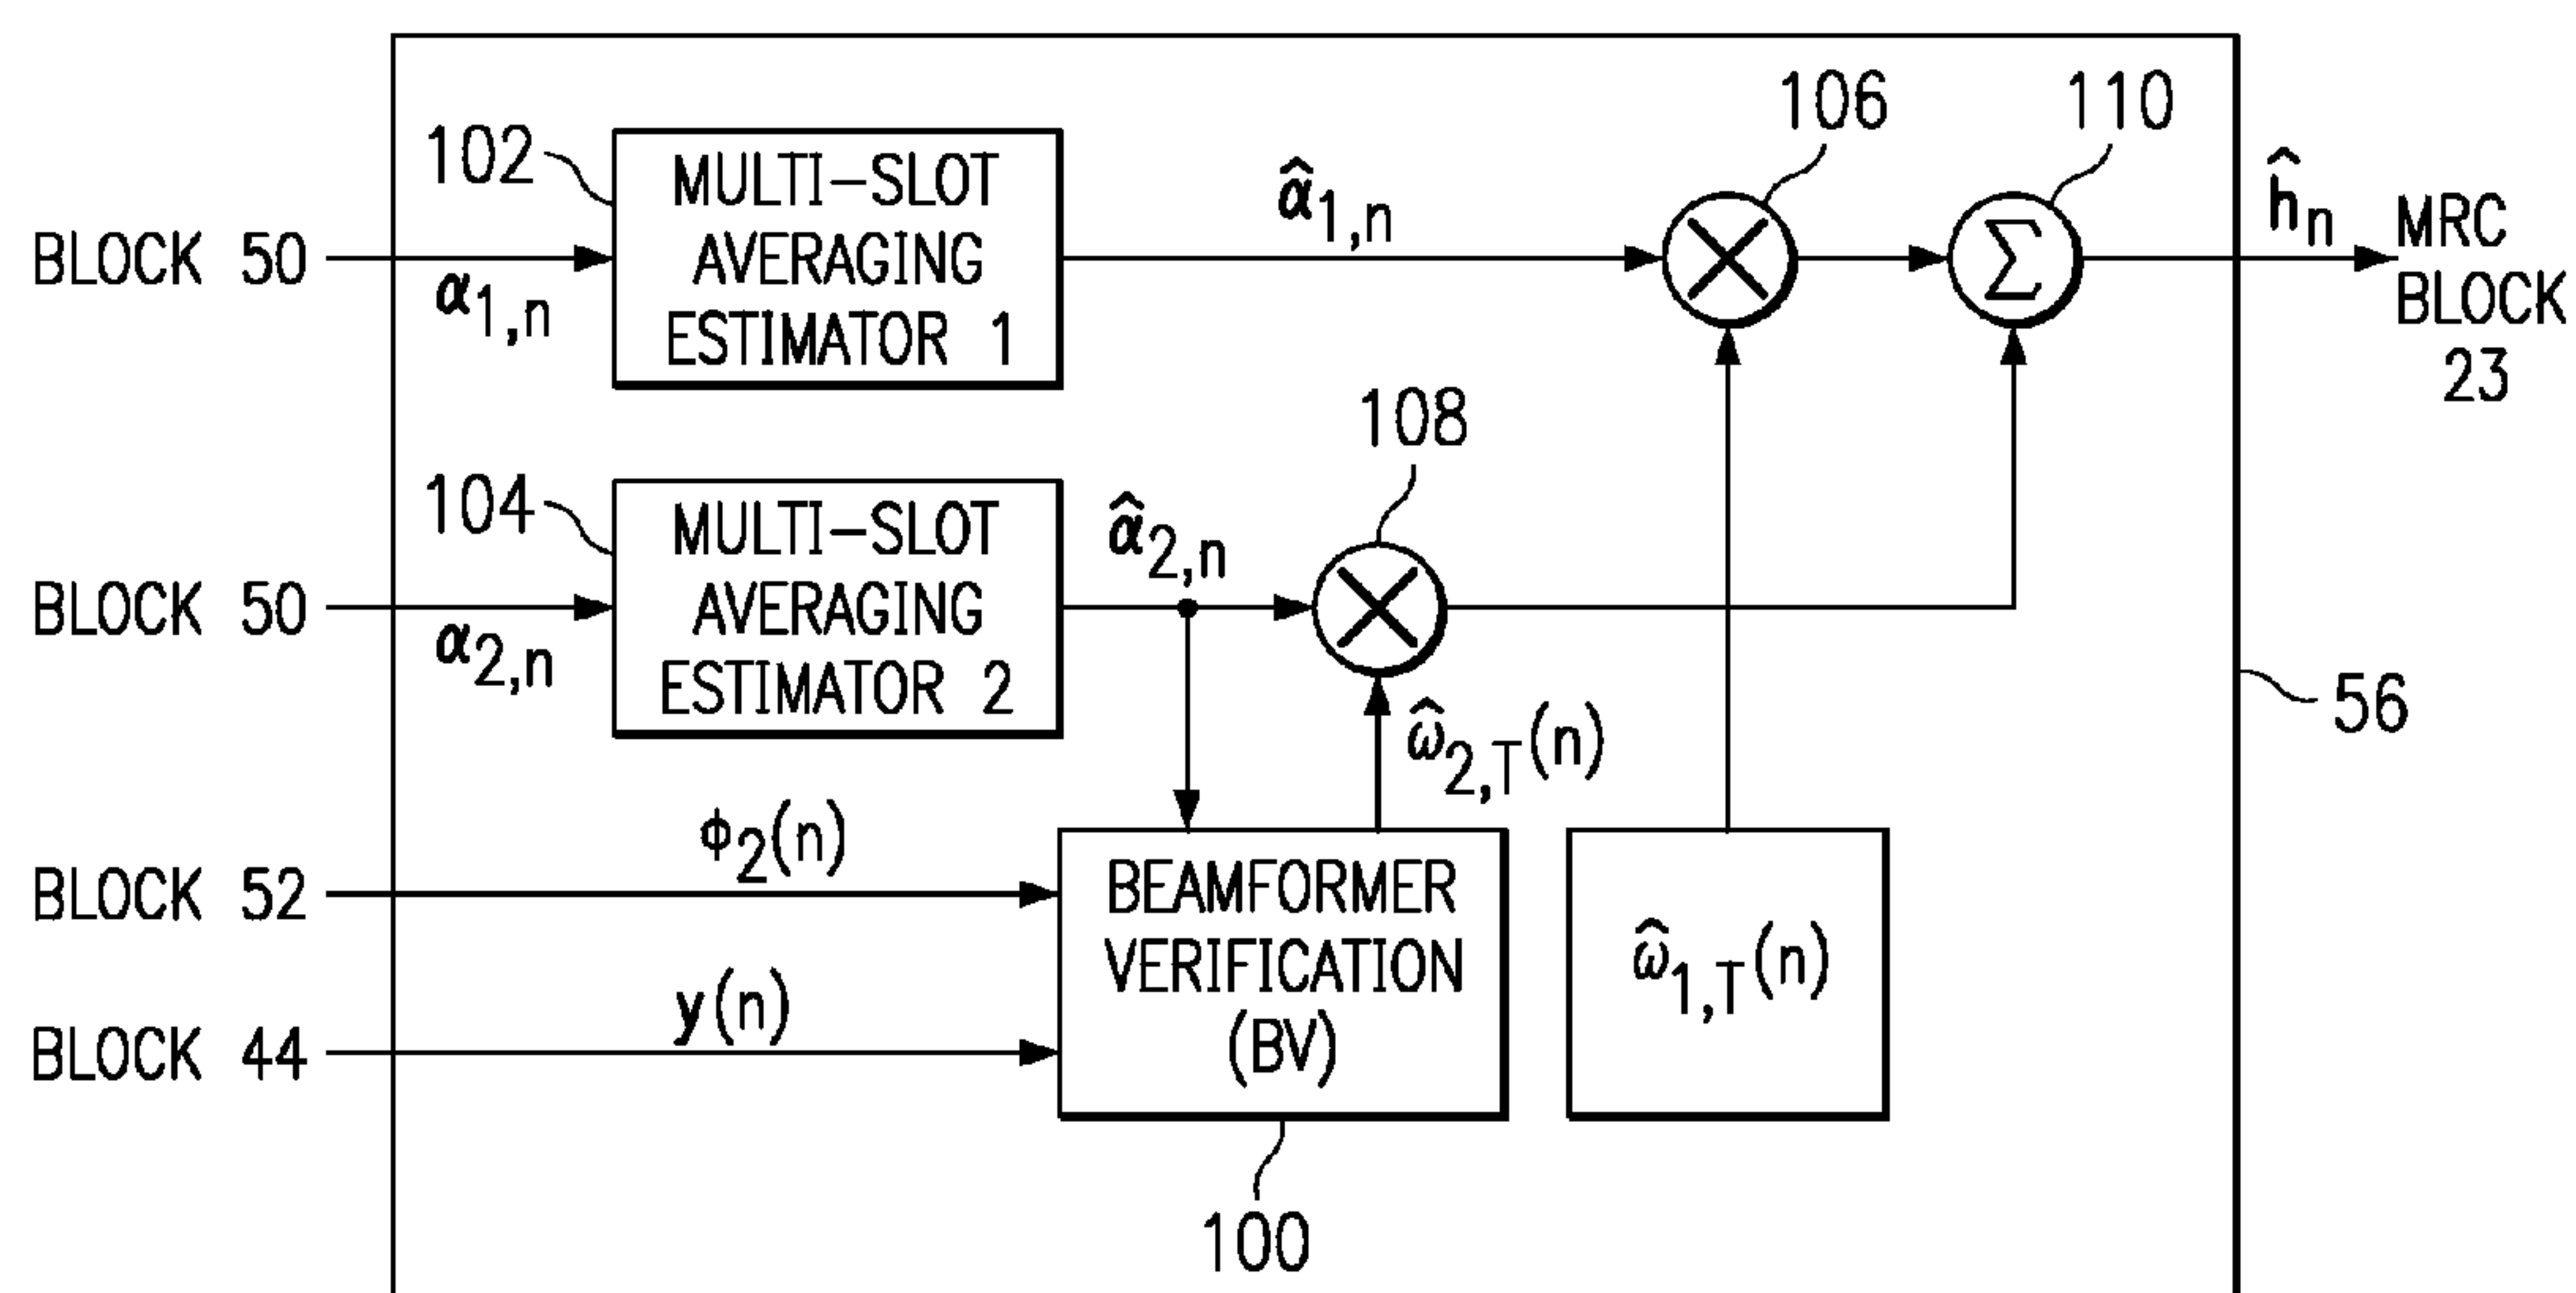 106
110
102
MULTI-SLOT
AVERAGING
ESTIMATOR 1
α̂1,n
ĥn
BLOCK 50
α1,n
MRC
BLOCK
23
108
104
MULTI-SLOT
AVERAGING
ESTIMATOR 2
α̂2,n
BLOCK 50
α2,n
ω̂2,T(n)
56
ϕ2(n)
BLOCK 52
BEAMFORMER
VERIFICATION
(BV)
ω̂1,T(n)
y(n)
BLOCK 44
100